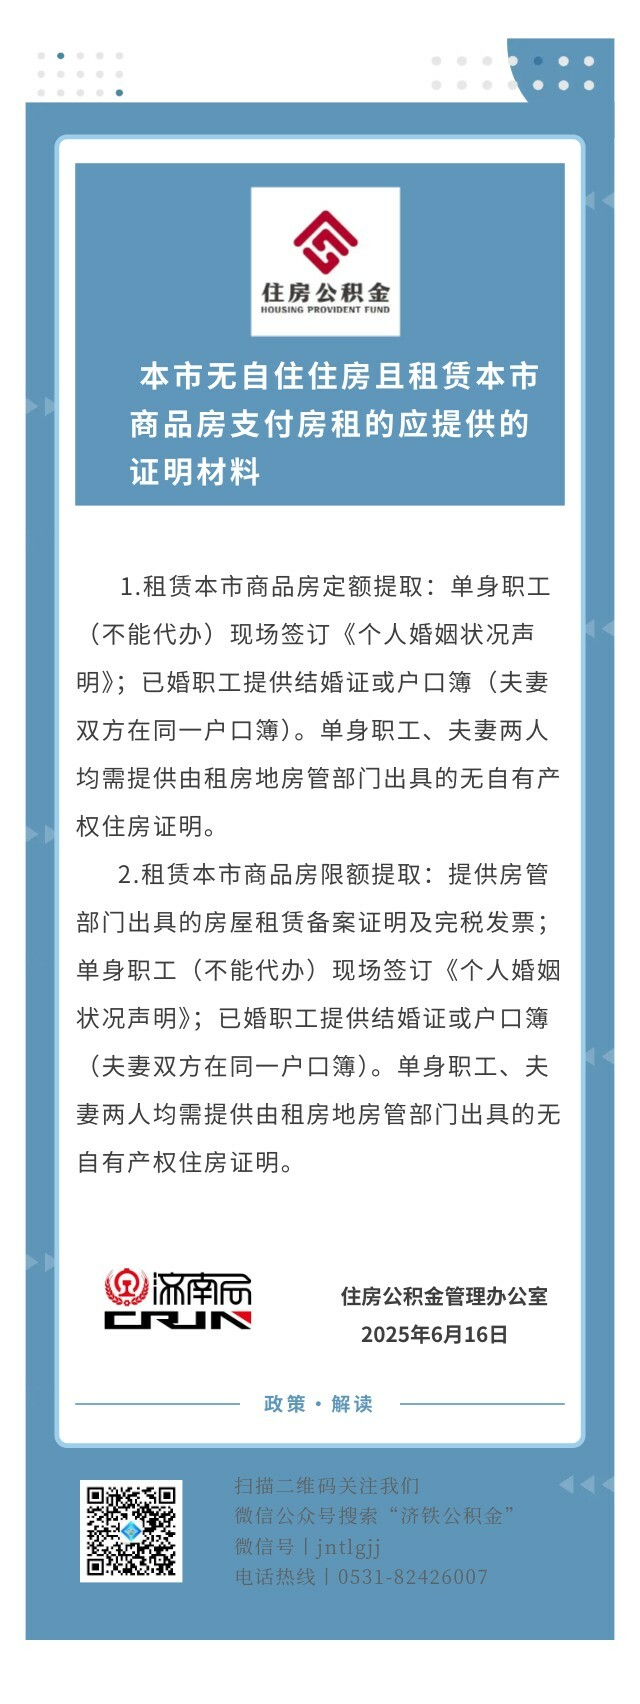 住房公积金
HOUSING PROVIDENT FUND
本市无自住住房且租赁本市
商品房支付房租的应提供的
证明材料
1.租赁本市商品房定额提取：单身职工
（不能代办）现场签订《个人婚姻状况声
明》；已婚职工提供结婚证或户口簿（夫妻
双方在同一户口簿）。单身职工、夫妻两人
均需提供由租房地房管部门出具的无自有产
权住房证明。
2.租赁本市商品房限额提取：提供房管
部门出具的房屋租赁备案证明及完税发票；
单身职工（不能代办）现场签订《个人婚姻
状况声明》；已婚职工提供结婚证或户口簿
（夫妻双方在同一户口簿）。单身职工、夫
妻两人均需提供由租房地房管部门出具的无
自有产权住房证明。
济南局
CRJN
住房公积金管理办公室
2025年6月16日
政策·解读
扫描二维码关注我们
微信公众号搜索“济铁公积金”
微信号丨jntlgjj
电话热线丨0531-82426007